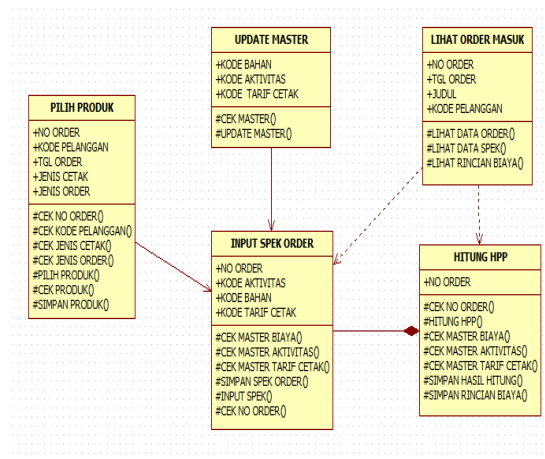 UPDATE MASTER
+KODE BAHAN
+KODE AKTIVITAS
+KODE TARIF CETAK
#CEK MASTER()
#UPDATE MASTER()
LIHAT ORDER MASUK
+NO ORDER
+TGL ORDER
+JUDUL
+KODE PELANGGAN
#LIHAT DATA ORDER()
#LIHAT DATA SPEK()
#LIHAT RINCIAN BIAYA()
PILIH PRODUK
+NO ORDER
+KODE PELANGGAN
+TGL ORDER
+JENIS CETAK
+JENIS ORDER
#CEK NO ORDER()
#CEK KODE PELANGGAN()
#CEK JENIS CETAK()
#CEK JENIS ORDER()
#PILIH PRODUK()
#CEK PRODUK()
#SIMPAN PRODUK()
INPUT SPEK ORDER
+NO ORDER
+KODE AKTIVITAS
+KODE BAHAN
+KODE TARIF CETAK
#CEK MASTER BIAYA()
#CEK MASTER AKTIVITAS()
#CEK MASTER TARIF CETAK()
#SIMPAN SPEK ORDER()
#INPUT SPEK()
#CEK NO ORDER()
HITUNG HPP
+NO ORDER
#CEK NO ORDER()
#HITUNG HPP()
#CEK MASTER BIAYA()
#CEK MASTER AKTIVITAS()
#CEK MASTER TARIF CETAK()
#SIMPAN HASIL HITUNG()
#SIMPAN RINCIAN BIAYA()